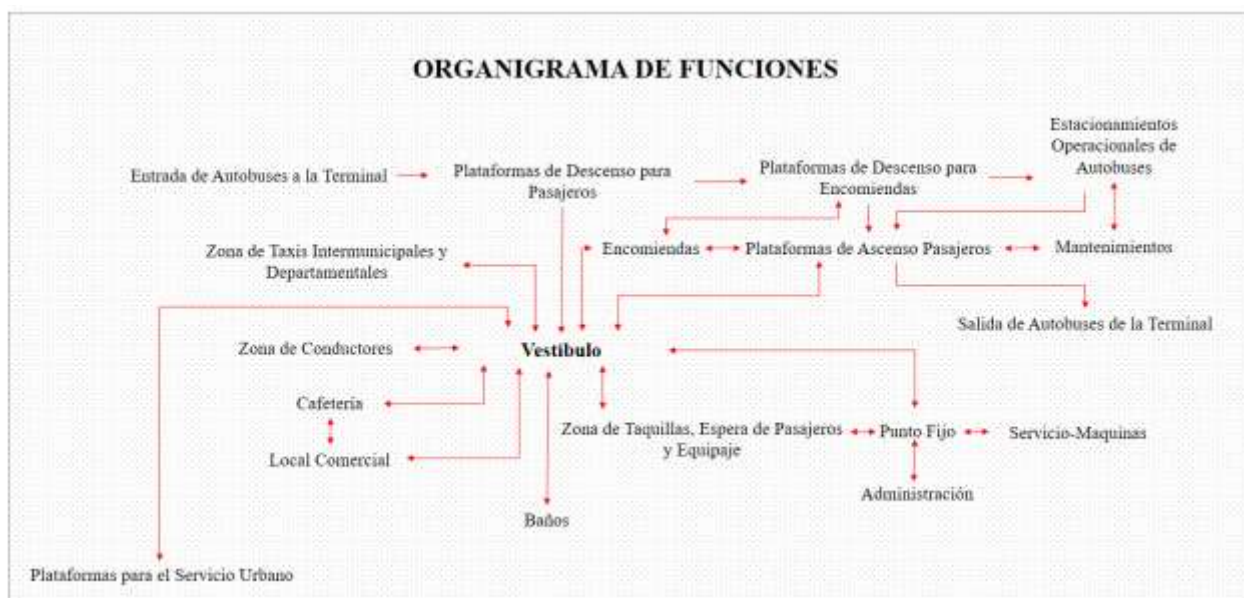 ORGANIGRAMA DE FUNCIONES
Estacionamientos
Operacionales de
Autobuses
Entrada de Autobuses a la Terminal
Plataformas de Descenso para
Pasajeros
Plataformas de Descenso para
Encomiendas
Zona de Taxis Intermunicipales y
Departamentales
Encomiendas
Plataformas de Ascenso Pasajeros
Mantenimientos
Salida de Autobuses de la Terminal
Zona de Conductores
Vestíbulo
Cafetería
Zona de Taquillas, Espera de Pasajeros
y Equipaje
Punto Fijo
Servicio-Maquinas
Local Comercial
Administración
Baños
Plataformas para el Servicio Urbano